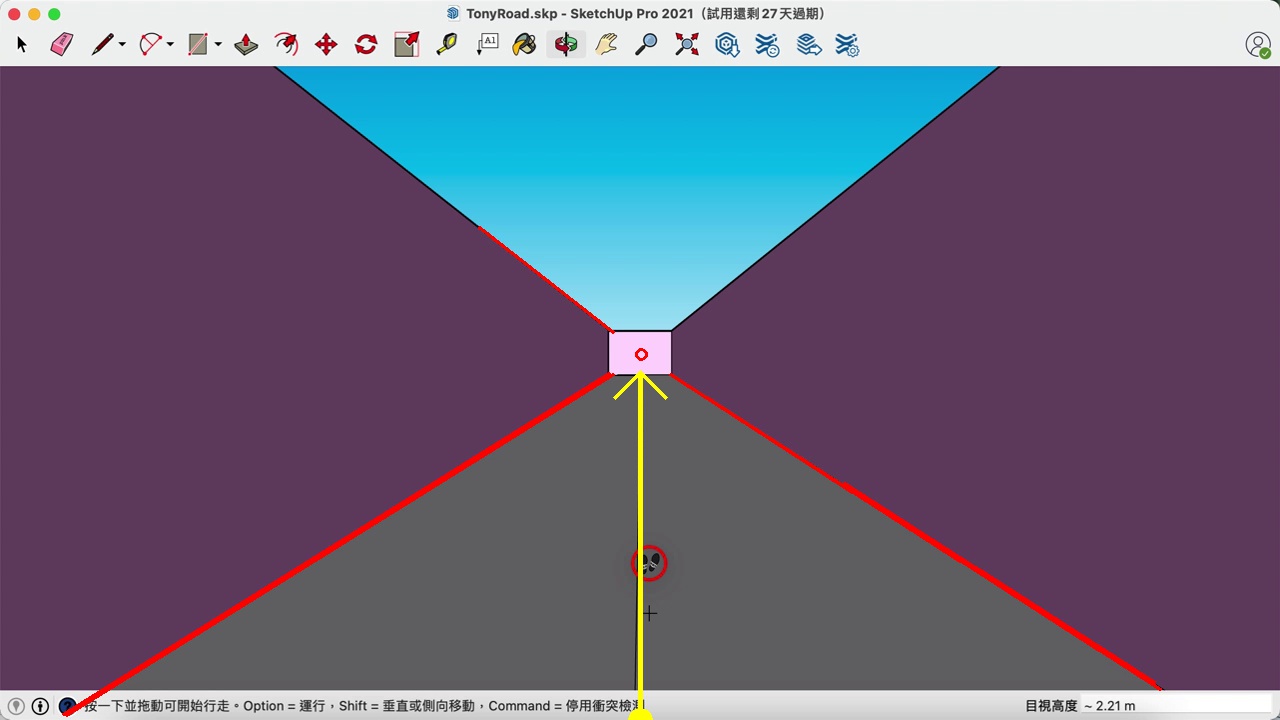 TonyRoad.skp - SketchUp Pro 2021（試用還剩 27 天過期）
A1
按一下並拖動可開始行走。Option = 運行，Shift = 垂直或側向移動，Command = 停用衝突檢測
目視高度 ~ 2.21 m